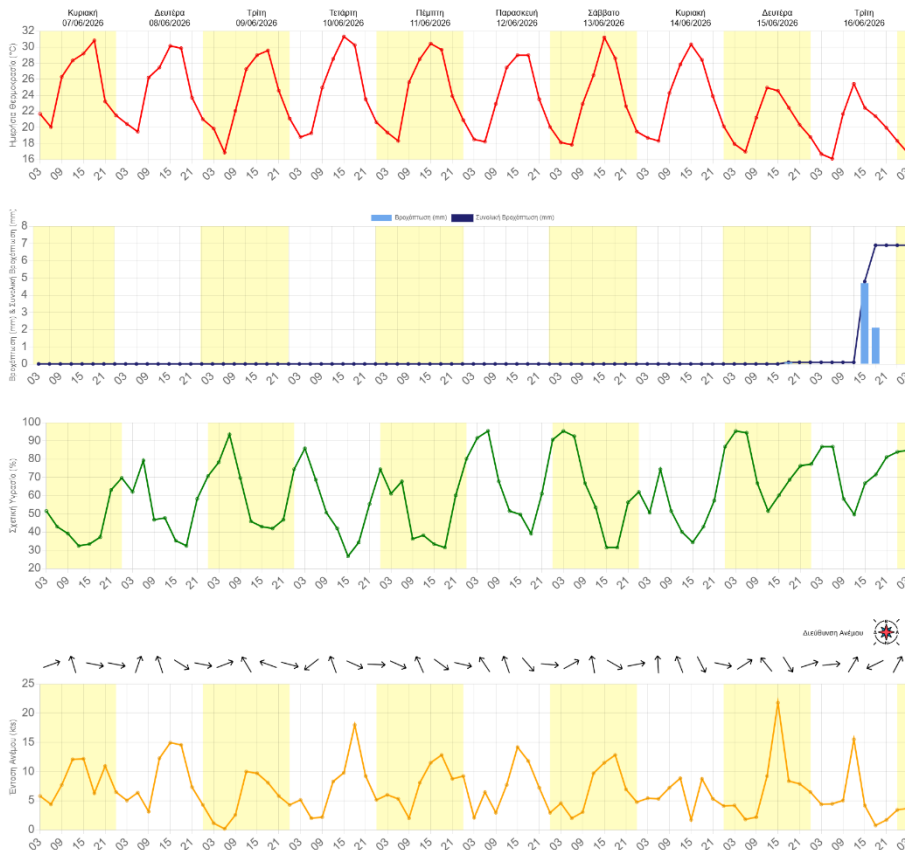 Κυριακή Δευτέρα Τρίτη Τετάρτη Πέμπτη Παρασκευή Σάββατο Κυριακή Δευτέρα Τρίτη
07/06/2026 08/06/2026 09/06/2026 10/06/2026 11/06/2026 12/06/2026 13/06/2026 14/06/2026 15/06/2026 16/06/2026
Ημερήσια Θερμοκρασία (°C)
32
30
28
26
24
22
20
18
16
03 09 15 21 03 09 15 21 03 09 15 21 03 09 15 21 03 09 15 21 03 09 15 21 03 09 15 21 03 09 15 21 03 09 15 21 03 09 15 21 03
Βροχόπτωση (mm) Συνολική Βροχόπτωση (mm)
Βροχόπτωση (mm) & Συνολική Βροχόπτωση (mm)
8
7
6
5
4
3
2
1
0
03 09 15 21 03 09 15 21 03 09 15 21 03 09 15 21 03 09 15 21 03 09 15 21 03 09 15 21 03 09 15 21 03 09 15 21 03 09 15 21 03
Σχετική Υγρασία (%)
100
90
80
70
60
50
40
30
20
03 09 15 21 03 09 15 21 03 09 15 21 03 09 15 21 03 09 15 21 03 09 15 21 03 09 15 21 03 09 15 21 03 09 15 21 03 09 15 21 03
Διεύθυνση Ανέμου
Ένταση Ανέμου (kts)
25
20
15
10
5
0
03 09 15 21 03 09 15 21 03 09 15 21 03 09 15 21 03 09 15 21 03 09 15 21 03 09 15 21 03 09 15 21 03 09 15 21 03 09 15 21 03